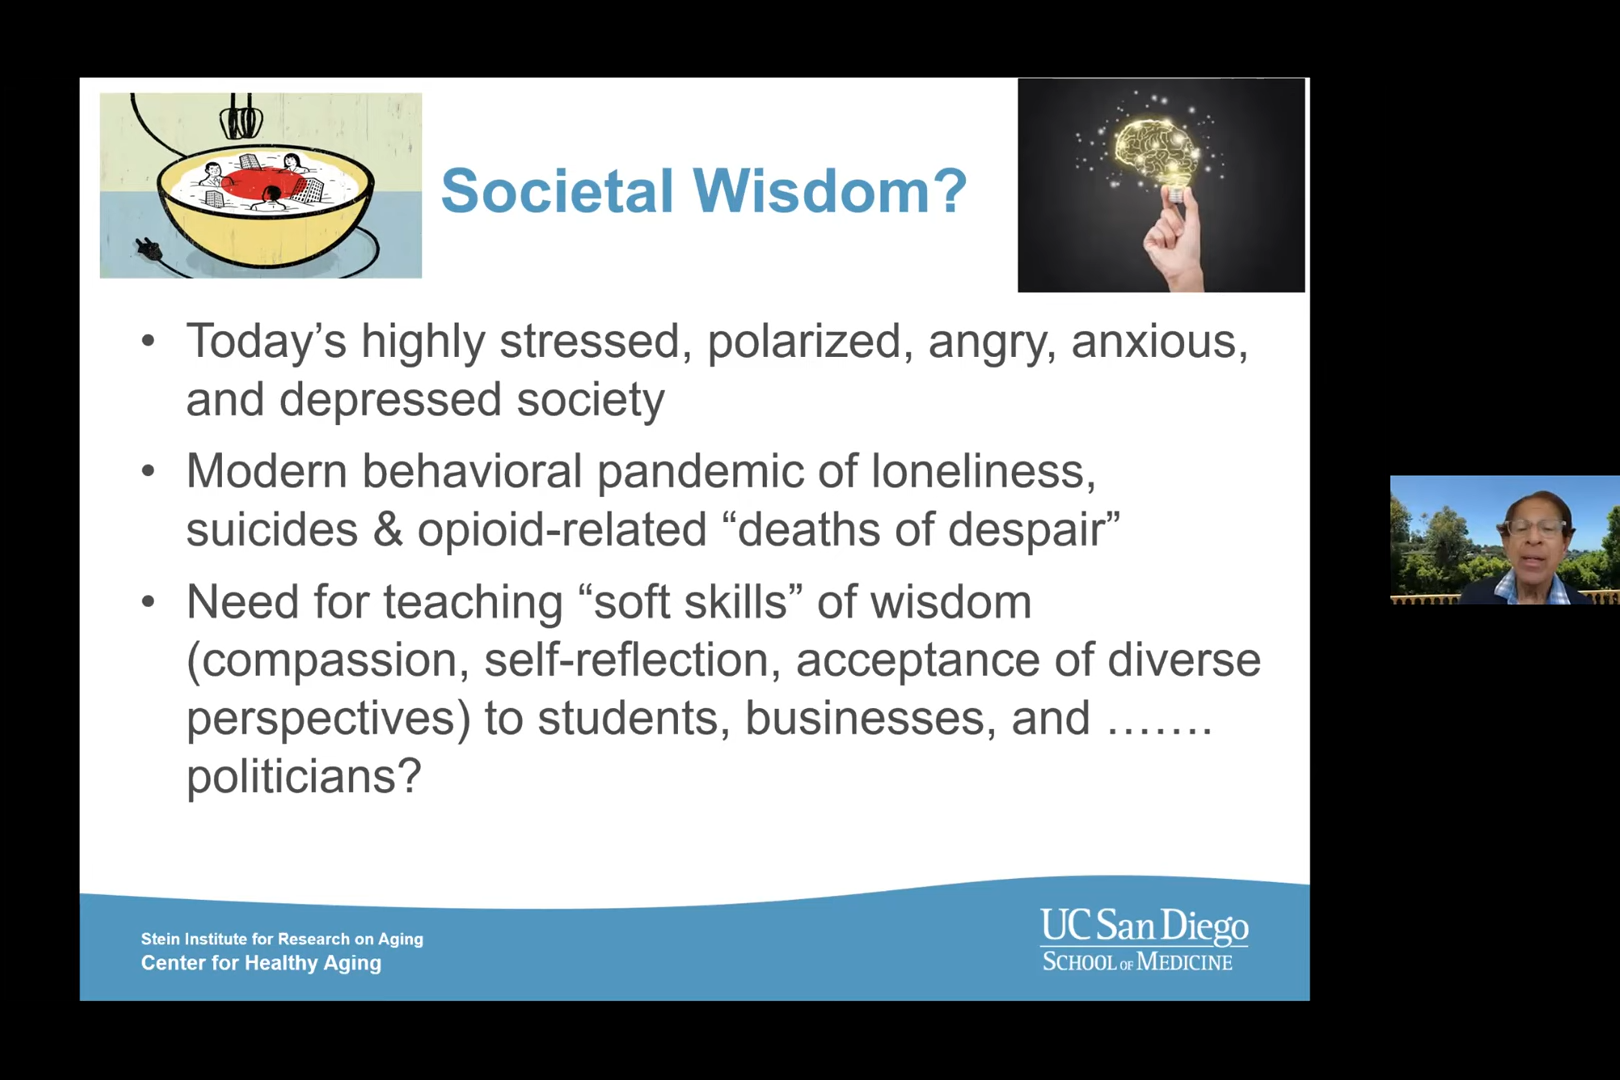 Societal Wisdom?
• Today’s highly stressed, polarized, angry, anxious,
and depressed society
• Modern behavioral pandemic of loneliness,
suicides & opioid-related “deaths of despair”
• Need for teaching “soft skills” of wisdom
(compassion, self-reflection, acceptance of diverse
perspectives) to students, businesses, and …….
politicians?
Stein Institute for Research on Aging
Center for Healthy Aging
UC San Diego
SCHOOL OF MEDICINE